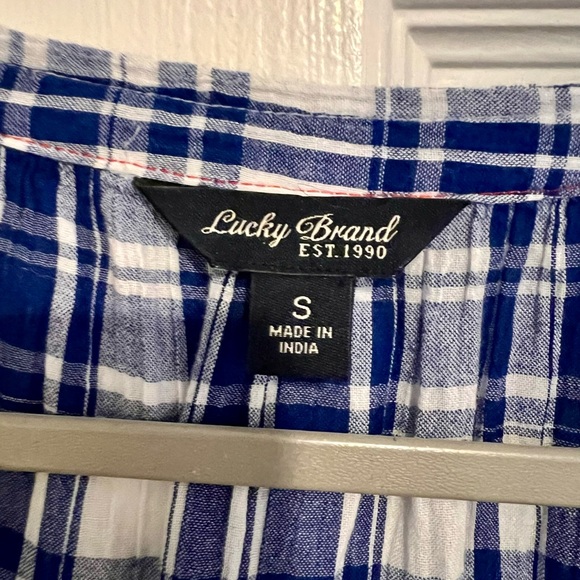 Lucky Brand
EST. 1990
S
MADE IN
INDIA